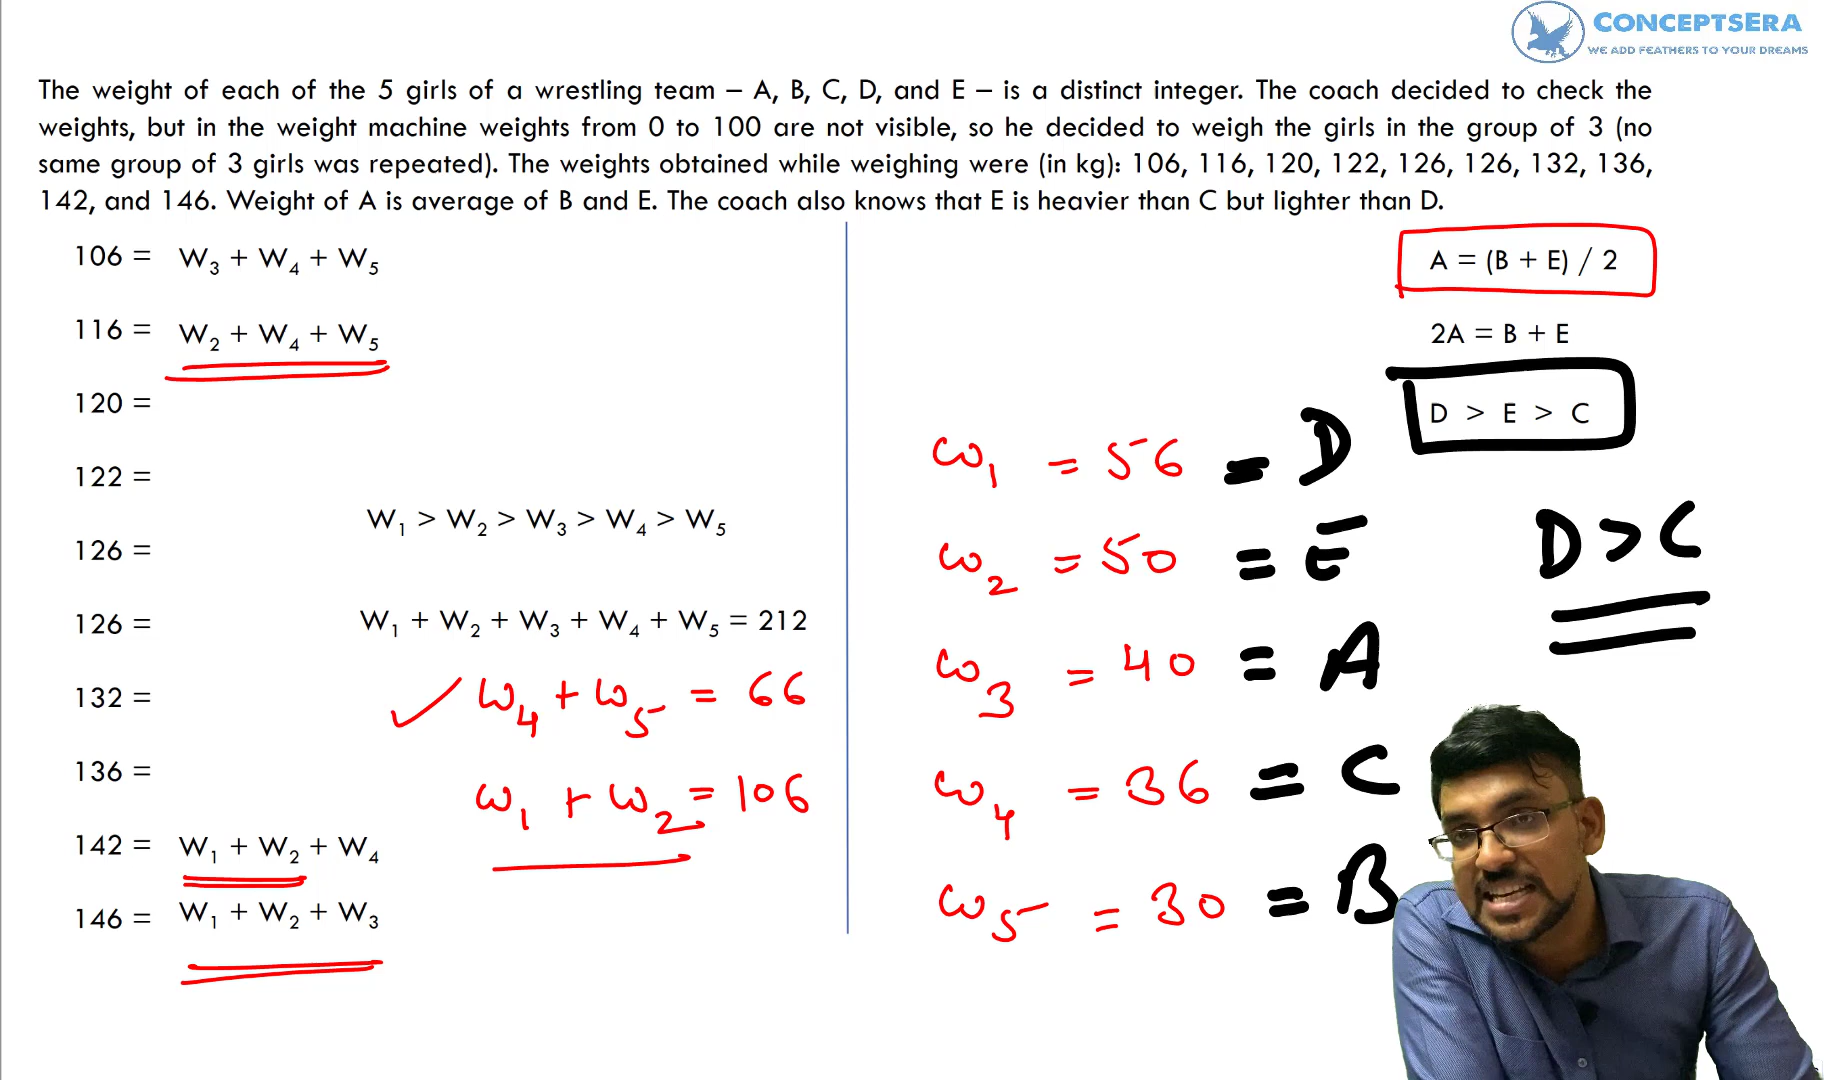 CONCEPTSERA
WE ADD FEATHERS TO YOUR DREAMS
The weight of each of the 5 girls of a wrestling team – A, B, C, D, and E – is a distinct integer. The coach decided to check the
weights, but in the weight machine weights from 0 to 100 are not visible, so he decided to weigh the girls in the group of 3 (no
same group of 3 girls was repeated). The weights obtained while weighing were (in kg): 106, 116, 120, 122, 126, 126, 132, 136,
142, and 146. Weight of A is average of B and E. The coach also knows that E is heavier than C but lighter than D.
106 = W₃ + W₄ + W₅
116 = W₂ + W₄ + W₅
120 =
122 =
W₁ > W₂ > W₃ > W₄ > W₅
126 =
126 =
W₁ + W₂ + W₃ + W₄ + W₅ = 212
132 =
✓ W₄ + W₅ = 66
136 =
W₁ + W₂ = 106
142 = W₁ + W₂ + W₄
146 = W₁ + W₂ + W₃
A = (B + E) / 2
2A = B + E
D > E > C
W₁ = 56 = D
W₂ = 50 = E
D > C
W₃ = 40 = A
W₄ = 36 = C
W₅ = 30 = B